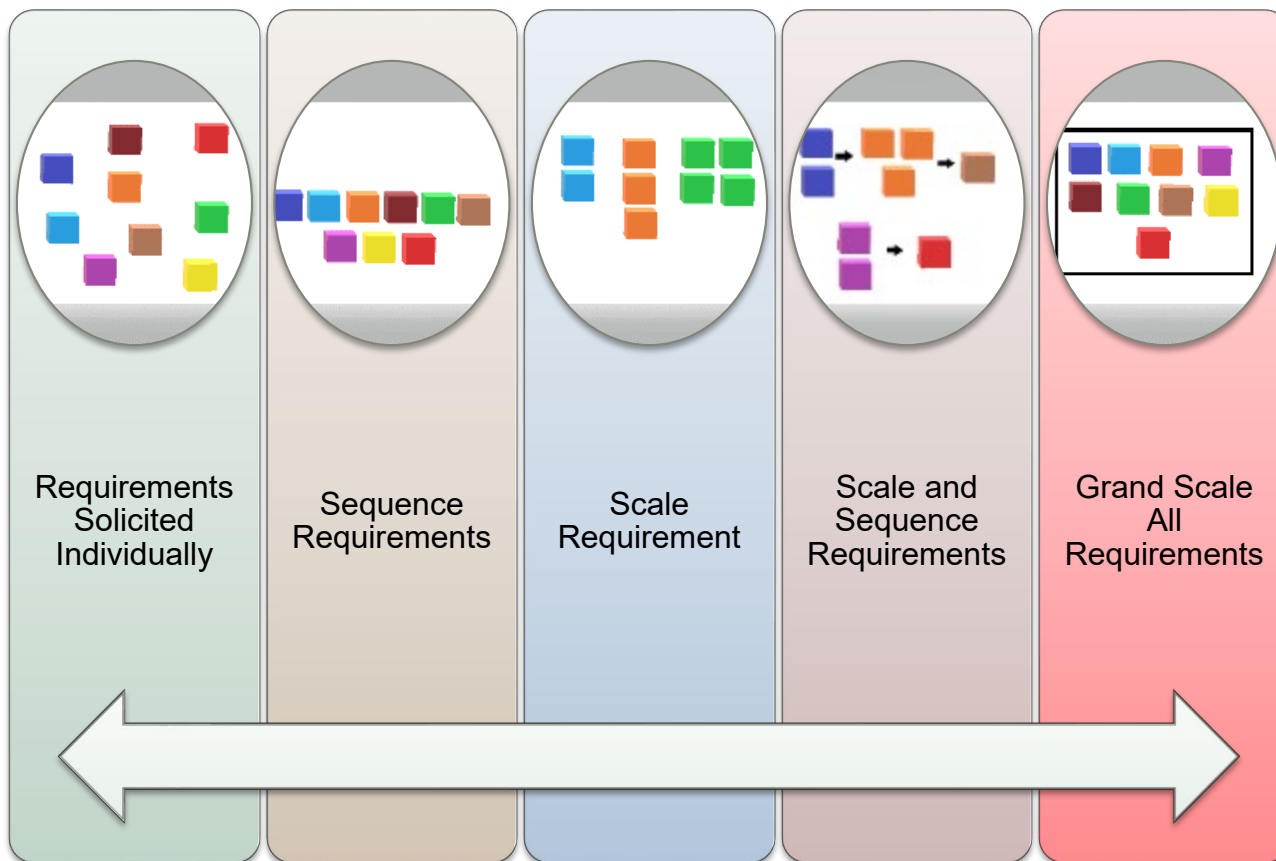 Requirements
Solicited
Individually
Sequence
Requirements
Scale
Requirement
Scale and
Sequence
Requirements
Grand Scale
All
Requirements